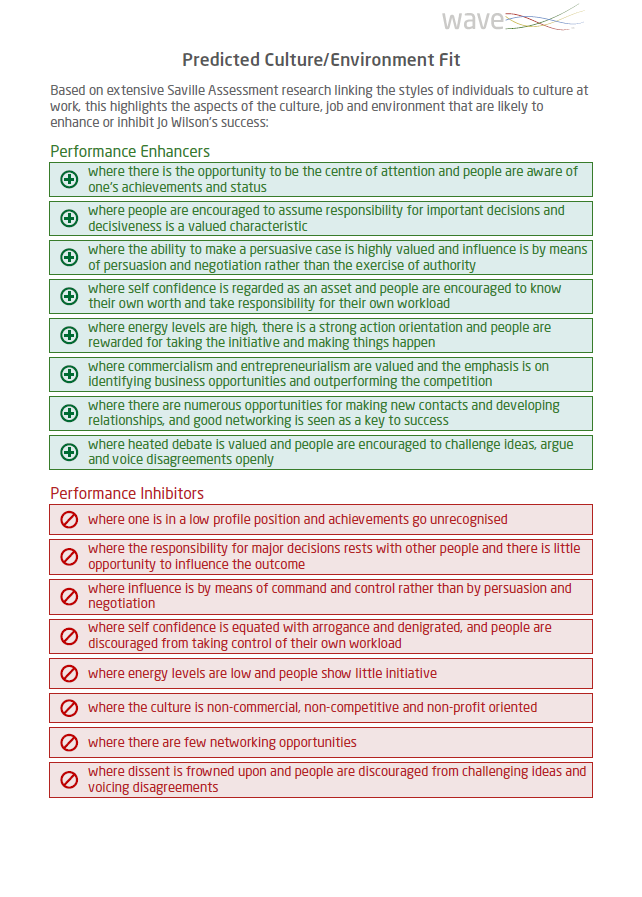 wave
Predicted Culture/Environment Fit
Based on extensive Saville Assessment research linking the styles of individuals to culture at
work, this highlights the aspects of the culture, job and environment that are likely to
enhance or inhibit Jo Wilson's success:
Performance Enhancers
where there is the opportunity to be the centre of attention and people are aware of
one's achievements and status
where people are encouraged to assume responsibility for important decisions and
decisiveness is a valued characteristic
where the ability to make a persuasive case is highly valued and influence is by means
of persuasion and negotiation rather than the exercise of authority
where self confidence is regarded as an asset and people are encouraged to know
their own worth and take responsibility for their own workload
where energy levels are high, there is a strong action orientation and people are
rewarded for taking the initiative and making things happen
where commercialism and entrepreneurialism are valued and the emphasis is on
identifying business opportunities and outperforming the competition
where there are numerous opportunities for making new contacts and developing
relationships, and good networking is seen as a key to success
where heated debate is valued and people are encouraged to challenge ideas, argue
and voice disagreements openly
Performance Inhibitors
where one is in a low profile position and achievements go unrecognised
where the responsibility for major decisions rests with other people and there is little
opportunity to influence the outcome
where influence is by means of command and control rather than by persuasion and
negotiation
where self confidence is equated with arrogance and denigrated, and people are
discouraged from taking control of their own workload
where energy levels are low and people show little initiative
where the culture is non-commercial, non-competitive and non-profit oriented
where there are few networking opportunities
where dissent is frowned upon and people are discouraged from challenging ideas and
voicing disagreements